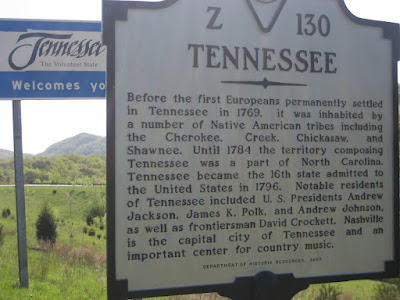 Tennessee
The Volunteer State
Welcomes yo
Z 130
TENNESSEE
Before the first Europeans permanently settled
in Tennessee in 1769, it was inhabited by
a number of Native American tribes including
the Cherokee, Creek, Chickasaw, and
Shawnee. Until 1784 the territory composing
Tennessee was a part of North Carolina.
Tennessee became the 16th state admitted to
the United States in 1796. Notable residents
of Tennessee included U. S. Presidents Andrew
Jackson, James K. Polk, and Andrew Johnson,
as well as frontiersman David Crockett. Nashville
is the capital city of Tennessee and an
important center for country music.
DEPARTMENT OF HISTORIC RESOURCES,